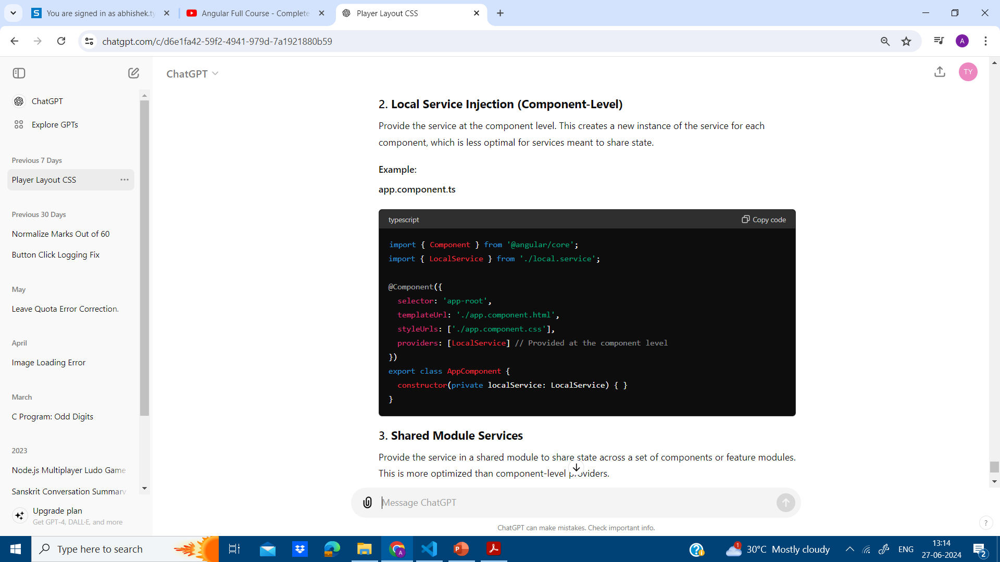 You are signed in as abhishek.ty
Angular Full Course - Complete
Player Layout CSS
chatgpt.com/c/d6e1fa42-59f2-4941-979d-7a1921880b59
A
ChatGPT
Explore GPTs
Previous 7 Days
Player Layout CSS
Previous 30 Days
Normalize Marks Out of 60
Button Click Logging Fix
May
Leave Quota Error Correction.
April
Image Loading Error
March
C Program: Odd Digits
2023
Node.js Multiplayer Ludo Game
Sanskrit Conversation Summary
Upgrade plan
Get GPT-4, DALL·E, and more
ChatGPT
TY
2. Local Service Injection (Component-Level)
Provide the service at the component level. This creates a new instance of the service for each
component, which is less optimal for services meant to share state.
Example:
app.component.ts
typescript
Copy code
import { Component } from '@angular/core';
import { LocalService } from './local.service';
@Component({
selector: 'app-root',
templateUrl: './app.component.html',
styleUrls: ['./app.component.css'],
providers: [LocalService] // Provided at the component level
})
export class AppComponent {
constructor(private localService: LocalService) { }
}
3. Shared Module Services
Provide the service in a shared module to share state across a set of components or feature modules.
This is more optimized than component-level providers.
Message ChatGPT
ChatGPT can make mistakes. Check important info.
?
Type here to search
1
30°C Mostly cloudy
ENG
13:14
27-06-2024
2